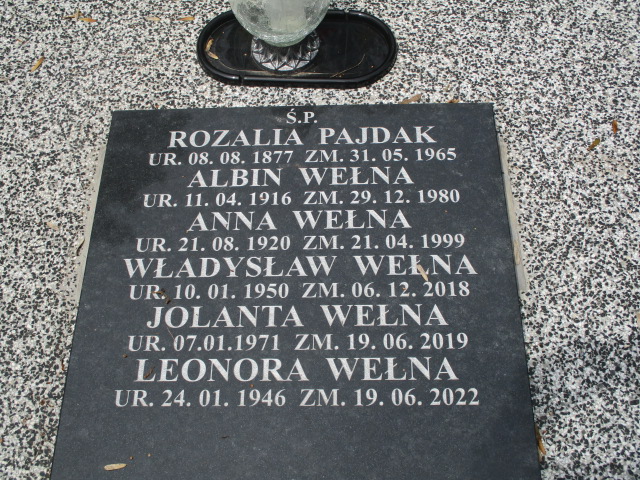 Ś.P.
ROZALIA PAJDAK
UR. 08. 08. 1877 ZM. 31. 05. 1965
ALBIN WEŁNA
UR. 11. 04. 1916 ZM. 29. 12. 1980
ANNA WEŁNA
UR. 21. 08. 1920 ZM. 21. 04. 1999
WŁADYSŁAW WEŁNA
UR. 10. 01. 1950 ZM. 06. 12. 2018
JOLANTA WEŁNA
UR. 07.01.1971 ZM. 19. 06. 2019
LEONORA WEŁNA
UR. 24. 01. 1946 ZM. 19. 06. 2022